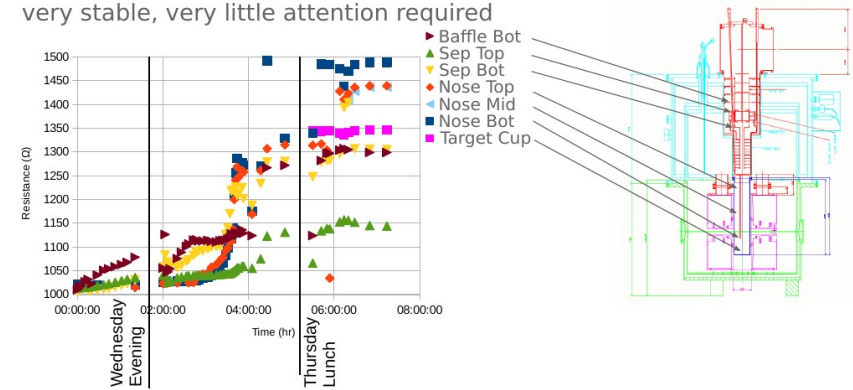 very stable, very little attention required
Baffle Bot
Sep Top
Sep Bot
Nose Top
Nose Mid
Nose Bot
Target Cup
1500
1450
1400
1350
1300
1250
1200
1150
1100
1050
1000
Resistance (Ω)
00:00:00
02:00:00
04:00:00
06:00:00
08:00:00
Time (hr)
Wednesday
Evening
Thursday
Lunch